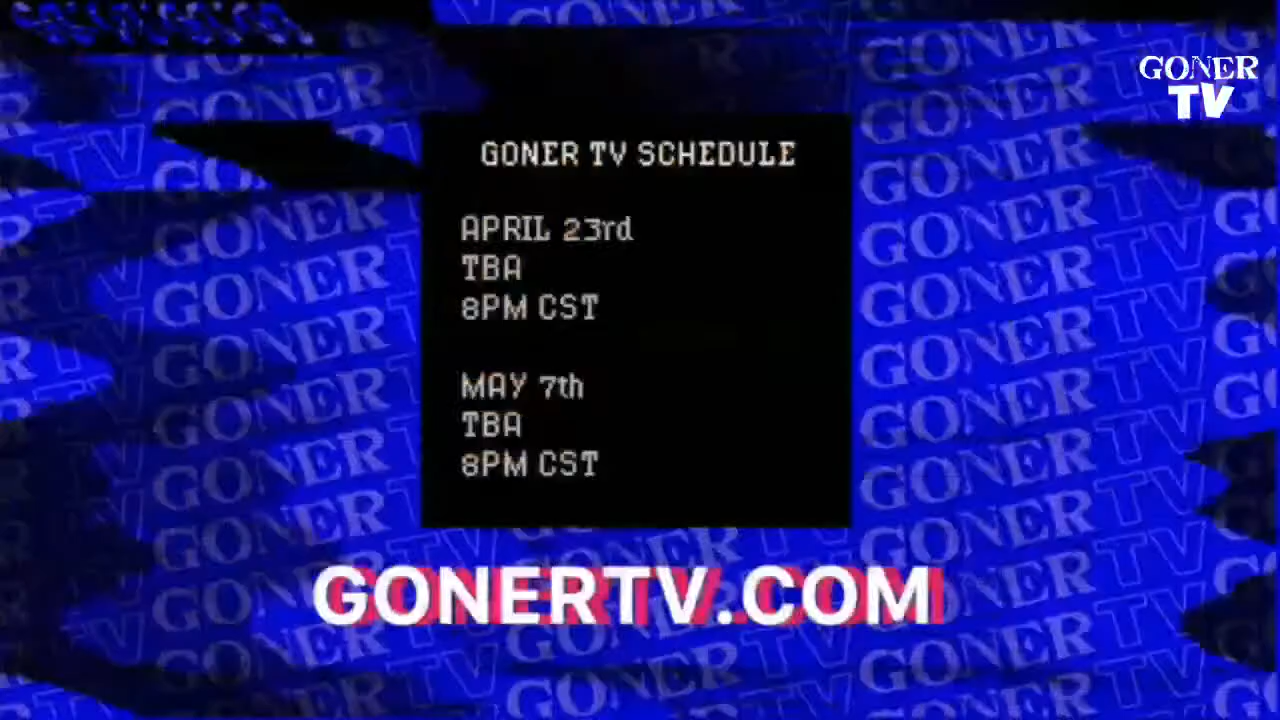 GONER
TV
GONER TV SCHEDULE
APRIL 23rd
TBA
8PM CST
MAY 7th
TBA
8PM CST
GONERTV.COM